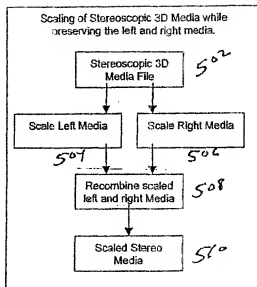 Scaling of Stereoscopic 3D Media while
preserving the left and right media.
Stereoscopic 3D
Media File
502
Scale Left Media
Scale Right Media
504
506
Recombine scaled
left and right Media
508
Scaled Stereo
Media
510